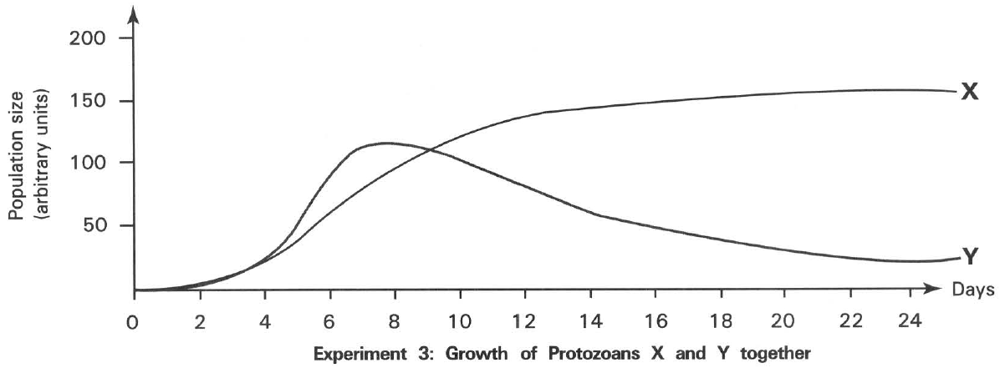 Population size
(arbitrary units)
200
150
100
50
X
Y
Days
0 2 4 6 8 10 12 14 16 18 20 22 24
Experiment 3: Growth of Protozoans X and Y together